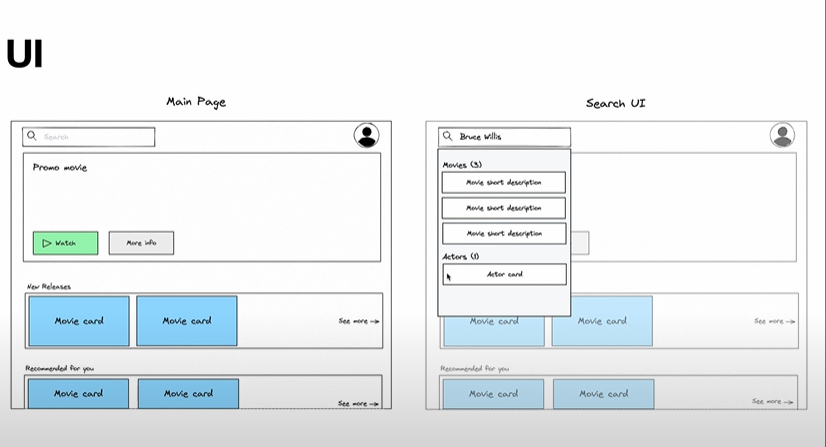 UI
Main Page
Search
Promo movie
Watch
More info
New Releases
Movie card
Movie card
See more
Recommended for you
Movie card
Movie card
See more
Search UI
Bruce Willis
Movies (3)
Movie short description
Movie short description
Movie short description
Actors (1)
Actor card
Movie card
Movie card
See more
Recommended for you
Movie card
Movie card
See more